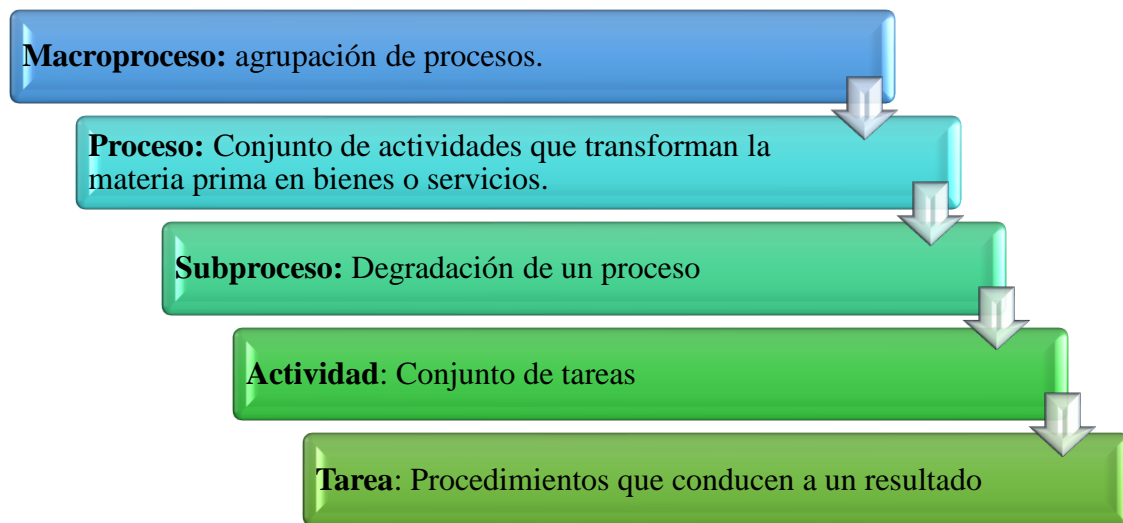 Macroproceso: agrupación de procesos.
Proceso: Conjunto de actividades que transforman la
materia prima en bienes o servicios.
Subproceso: Degradación de un proceso
Actividad: Conjunto de tareas
Tarea: Procedimientos que conducen a un resultado